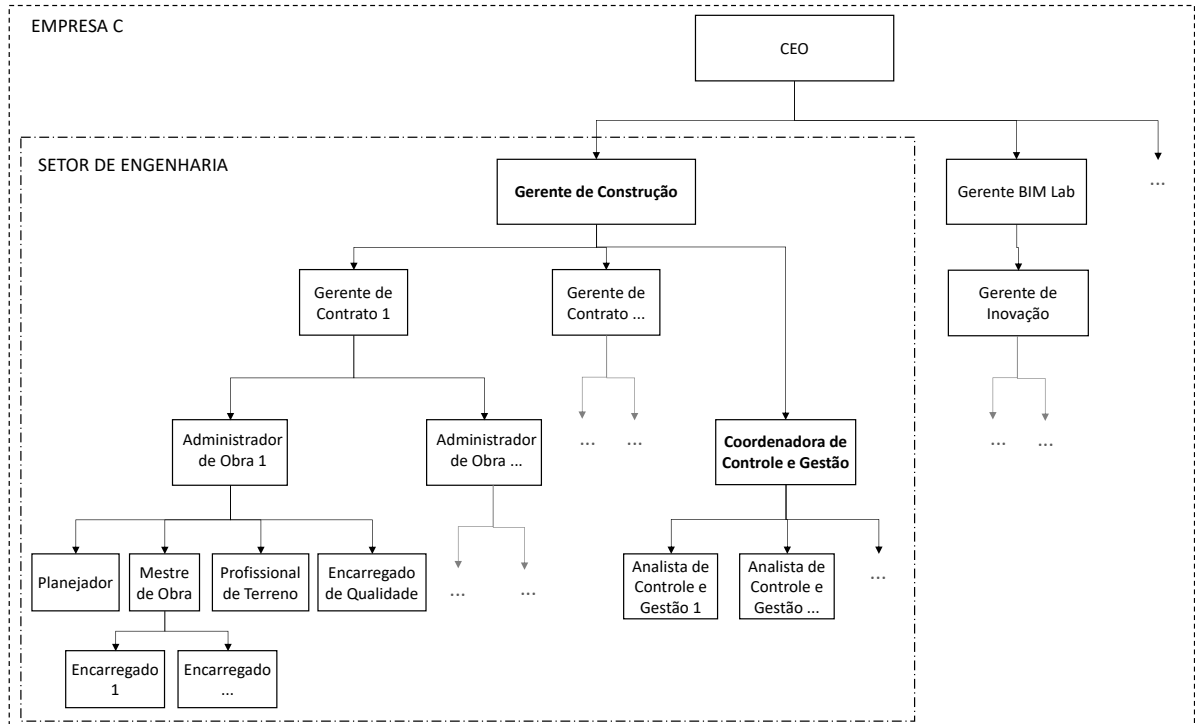 EMPRESA C
CEO
SETOR DE ENGENHARIA
Gerente de Construção
Gerente BIM Lab
...
Gerente de
Contrato 1
Gerente de
Contrato ...
Gerente de
Inovação
Administrador
de Obra 1
Administrador
de Obra ...
...
...
Coordenadora de
Controle e Gestão
...
...
Planejador
Mestre
de Obra
Profissional
de Terreno
Encarregado
de Qualidade
...
...
Analista de
Controle e
Gestão 1
Analista de
Controle e
Gestão ...
...
Encarregado
1
Encarregado
...